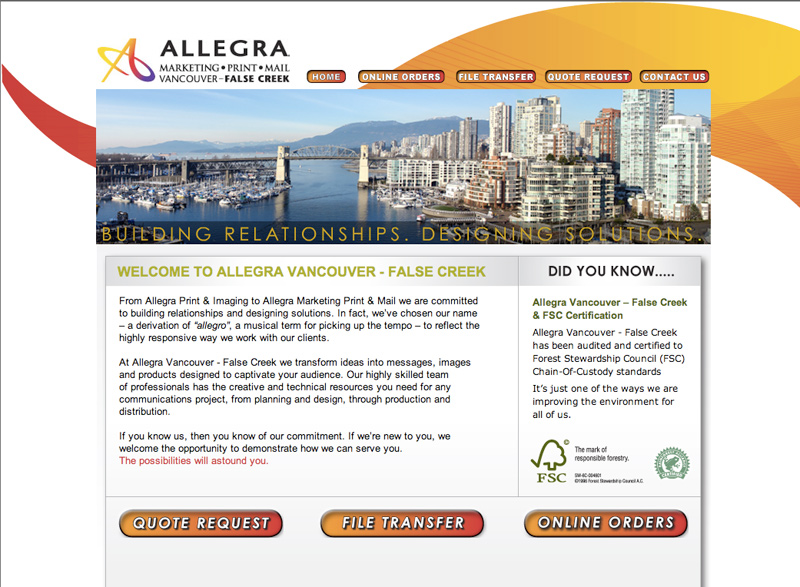 ALLEGRA
MARKETING • PRINT • MAIL
VANCOUVER – FALSE CREEK
HOME
ONLINE ORDERS
FILE TRANSFER
QUOTE REQUEST
CONTACT US
BUILDING RELATIONSHIPS. DESIGNING SOLUTIONS.
WELCOME TO ALLEGRA VANCOUVER - FALSE CREEK
From Allegra Print & Imaging to Allegra Marketing Print & Mail we are committed
to building relationships and designing solutions. In fact, we've chosen our name
– a derivation of "allegro", a musical term for picking up the tempo – to reflect the
highly responsive way we work with our clients.
At Allegra Vancouver - False Creek we transform ideas into messages, images
and products designed to captivate your audience. Our highly skilled team
of professionals has the creative and technical resources you need for any
communications project, from planning and design, through production and
distribution.
If you know us, then you know of our commitment. If we're new to you, we
welcome the opportunity to demonstrate how we can serve you.
The possibilities will astound you.
DID YOU KNOW.....
Allegra Vancouver – False Creek
& FSC Certification
Allegra Vancouver - False Creek
has been audited and certified to
Forest Stewardship Council (FSC)
Chain-Of-Custody standards
It's just one of the ways we are
improving the environment for
all of us.
©
FSC
The mark of
responsible forestry.
©1996 Forest Stewardship Council A.C.
QUOTE REQUEST
FILE TRANSFER
ONLINE ORDERS